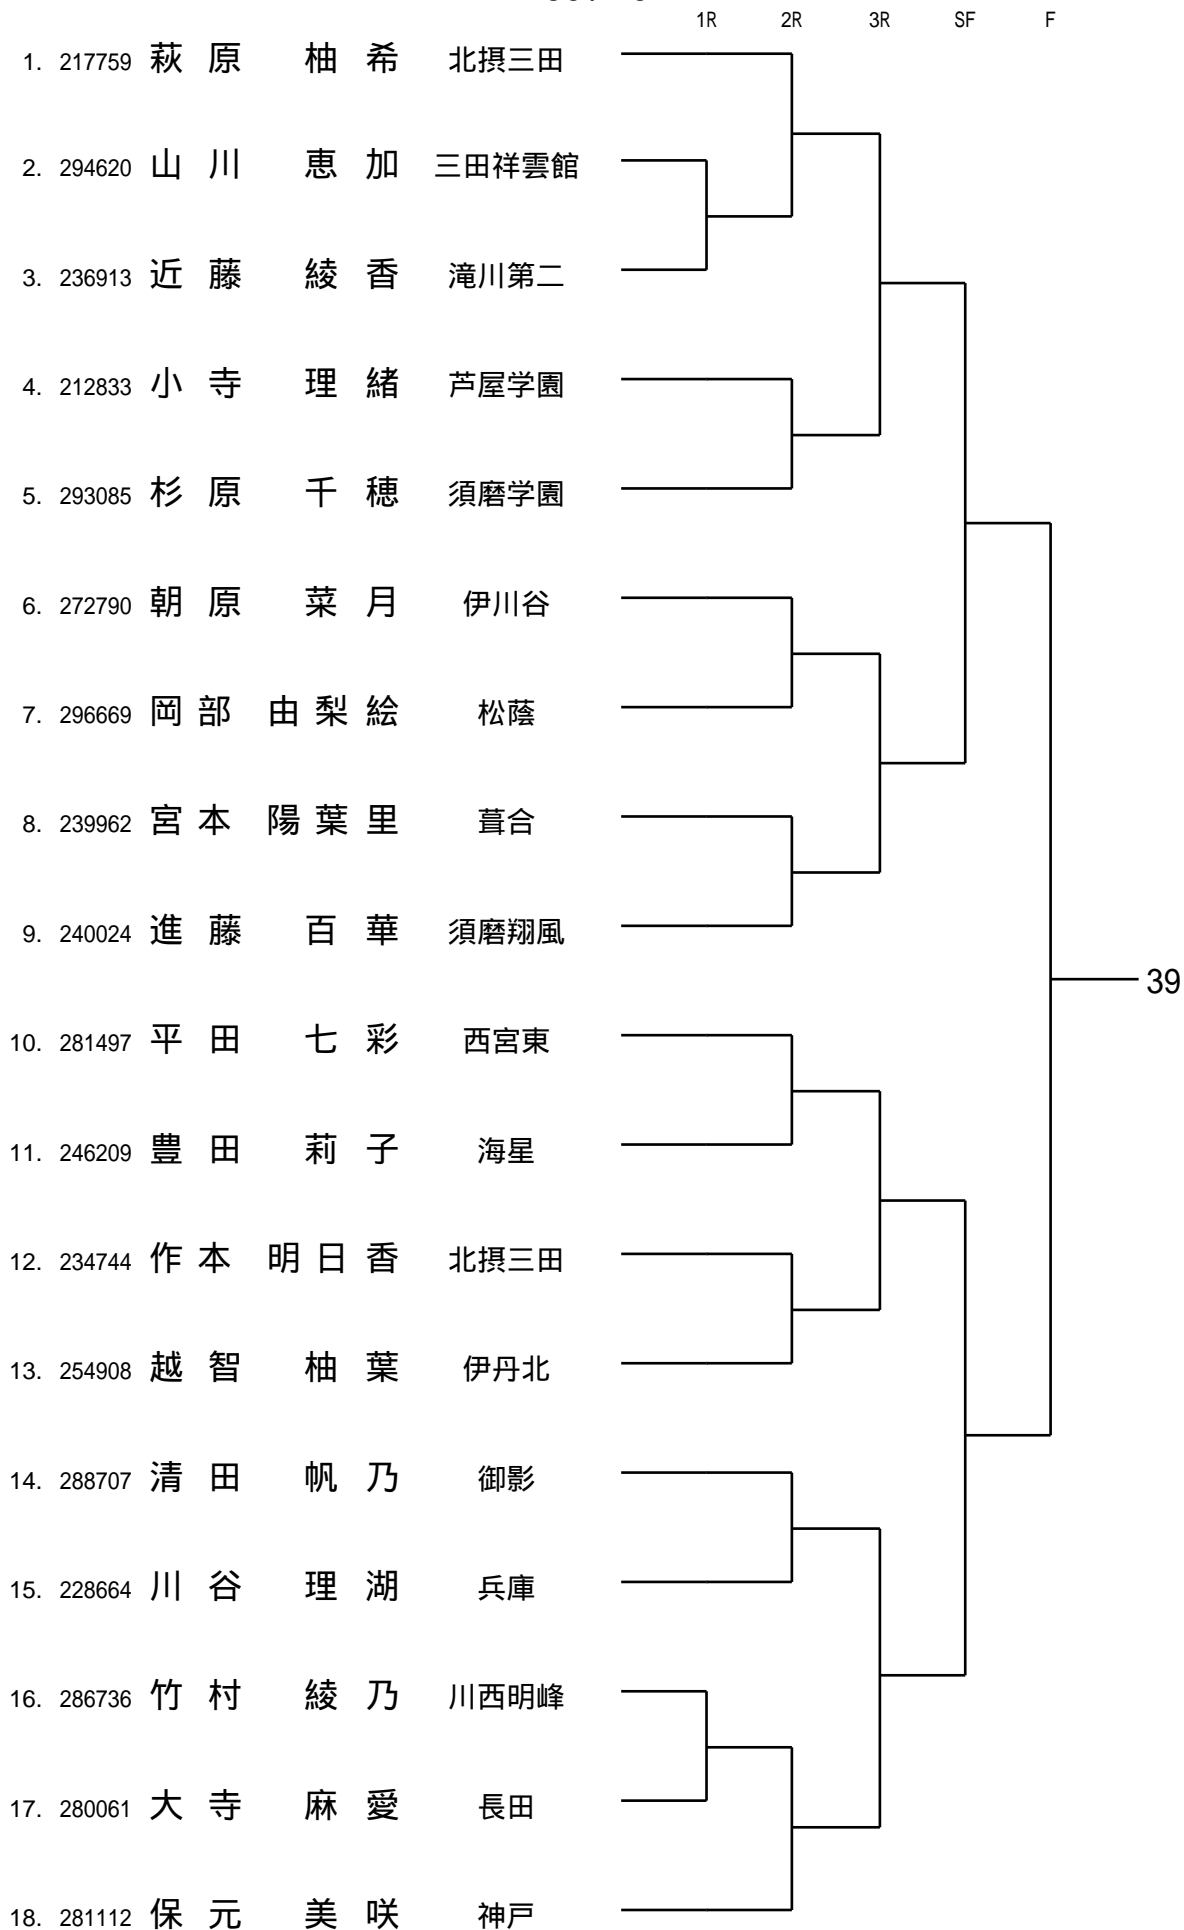 1R 2R 3R SF F
1. 217759 萩原 柚希 北摂三田
2. 294620 山川 恵加 三田祥雲館
3. 236913 近藤 綾香 滝川第二
4. 212833 小寺 理緒 芦屋学園
5. 293085 杉原 千穂 須磨学園
6. 272790 朝原 菜月 伊川谷
7. 296669 岡部 由梨絵 松蔭
8. 239962 宮本 陽葉里 葺合
9. 240024 進藤 百華 須磨翔風
39
10. 281497 平田 七彩 西宮東
11. 246209 豊田 莉子 海星
12. 234744 作本 明日香 北摂三田
13. 254908 越智 柚葉 伊丹北
14. 288707 清田 帆乃 御影
15. 228664 川谷 理湖 兵庫
16. 286736 竹村 綾乃 川西明峰
17. 280061 大寺 麻愛 長田
18. 281112 保元 美咲 神戸